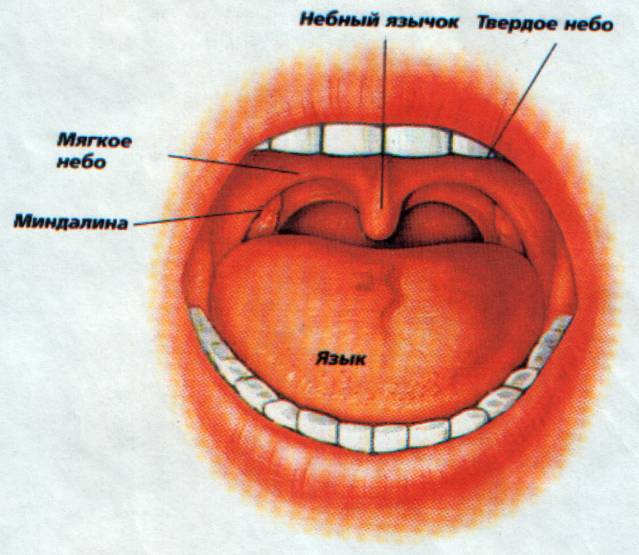 Небный язычок
Твердое небо
Мягкое
небо
Миндалина
Язык